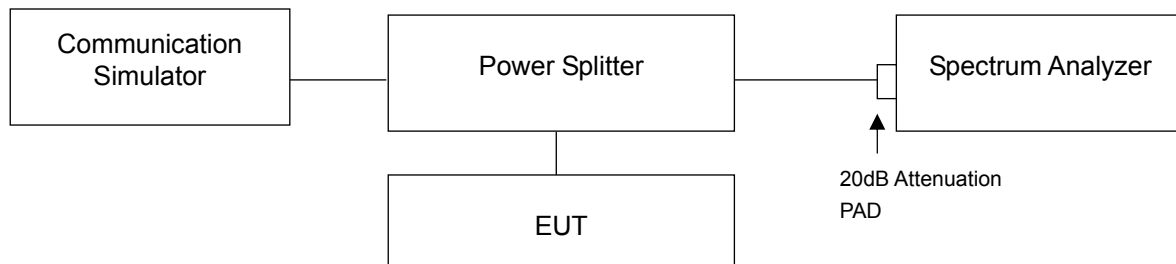 Communication
Simulator
Power Splitter
Spectrum Analyzer
20dB Attenuation
PAD
EUT